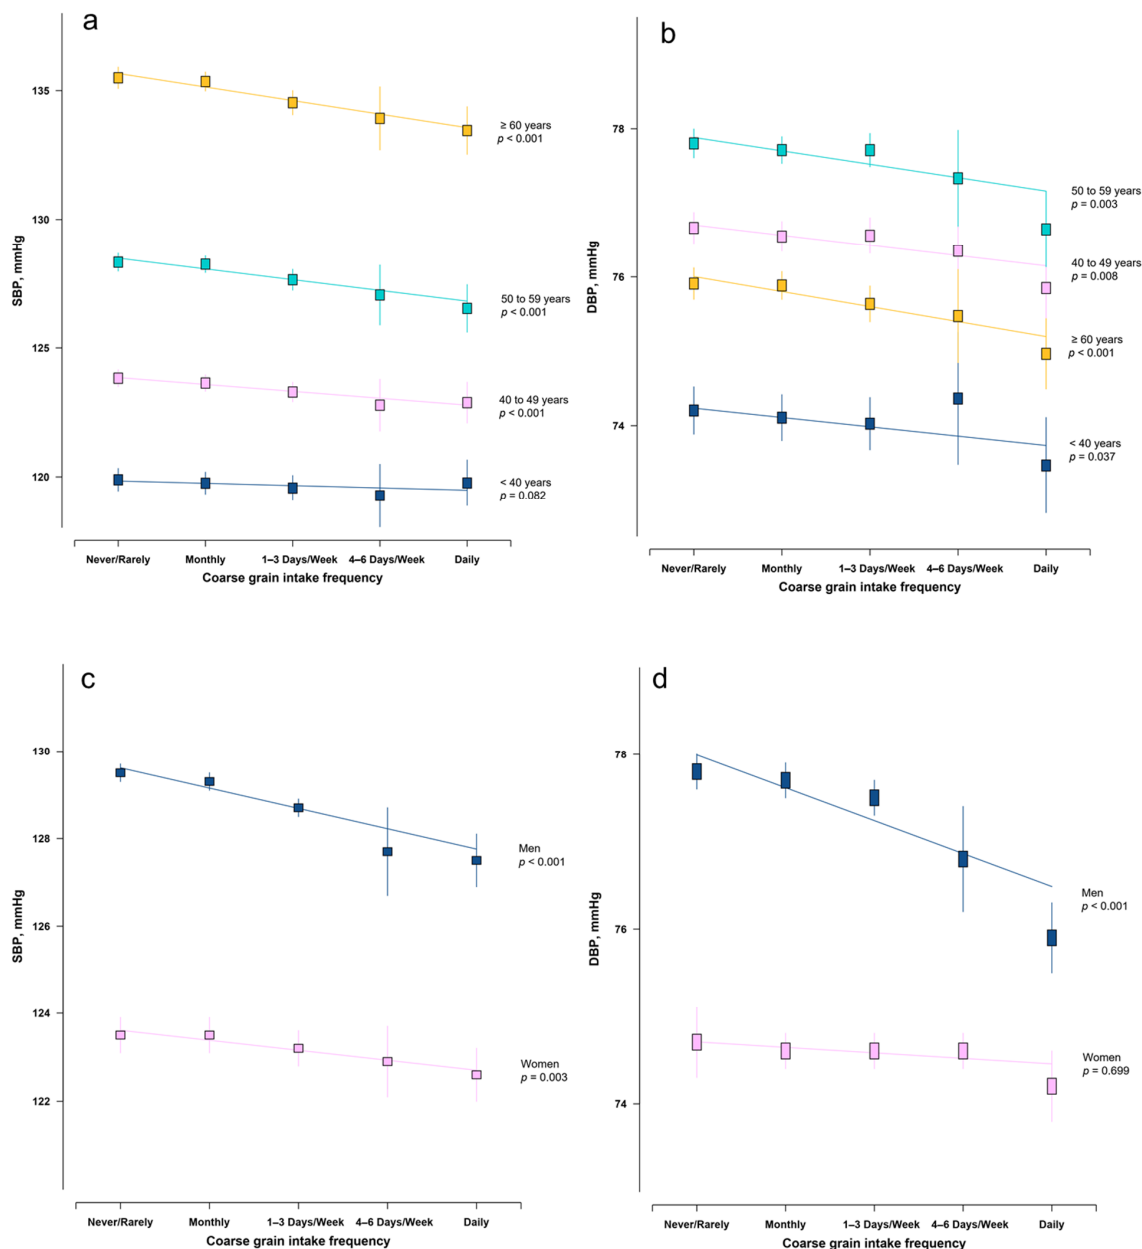 a
SBP, mmHg
135
130
125
120
≥ 60 years
p < 0.001
50 to 59 years
p < 0.001
40 to 49 years
p < 0.001
< 40 years
p = 0.082
Never/Rarely Monthly 1–3 Days/Week 4–6 Days/Week Daily
Coarse grain intake frequency
b
DBP, mmHg
78
76
74
50 to 59 years
p = 0.003
40 to 49 years
p = 0.008
≥ 60 years
p < 0.001
< 40 years
p = 0.037
Never/Rarely Monthly 1–3 Days/Week 4–6 Days/Week Daily
Coarse grain intake frequency
c
SBP, mmHg
130
128
126
124
122
Men
p < 0.001
Women
p = 0.003
Never/Rarely Monthly 1–3 Days/Week 4–6 Days/Week Daily
Coarse grain intake frequency
d
DBP, mmHg
78
76
74
Men
p < 0.001
Women
p = 0.699
Never/Rarely Monthly 1–3 Days/Week 4–6 Days/Week Daily
Coarse grain intake frequency